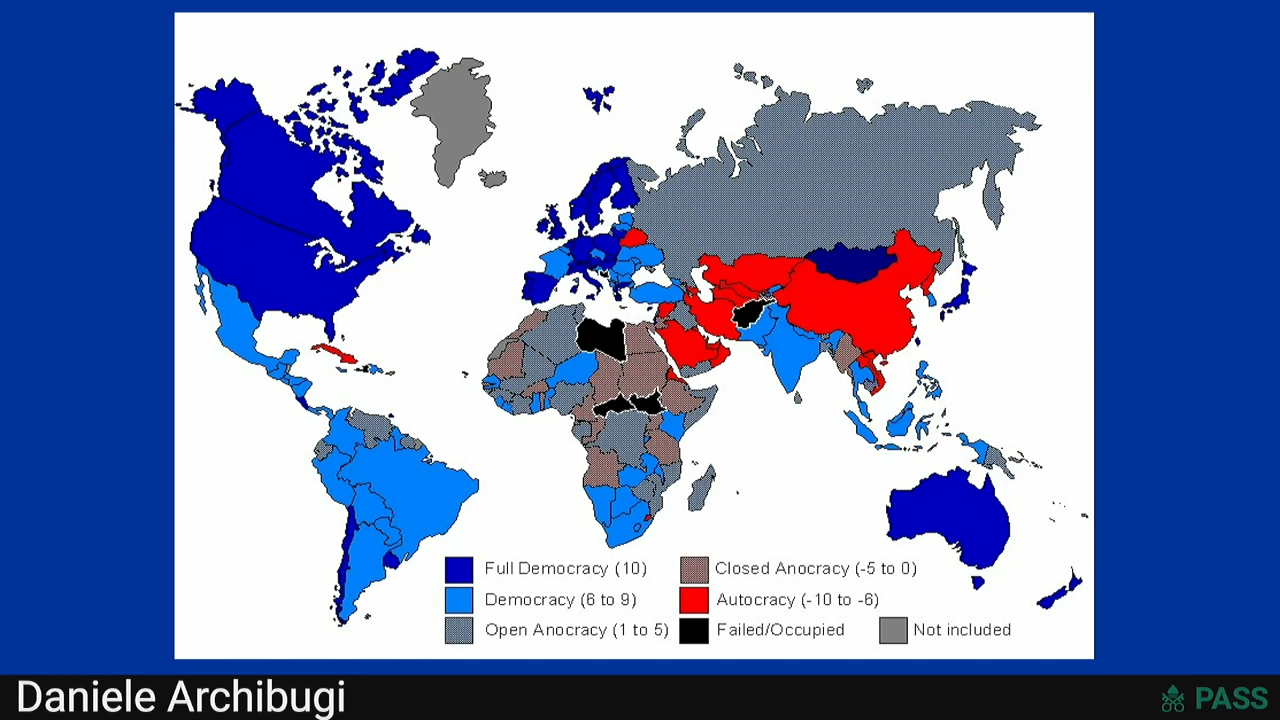 Full Democracy (10)
Closed Anocracy (-5 to 0)
Democracy (6 to 9)
Autocracy (-10 to -6)
Open Anocracy (1 to 5)
Failed/Occupied
Not included
Daniele Archibugi
PASS